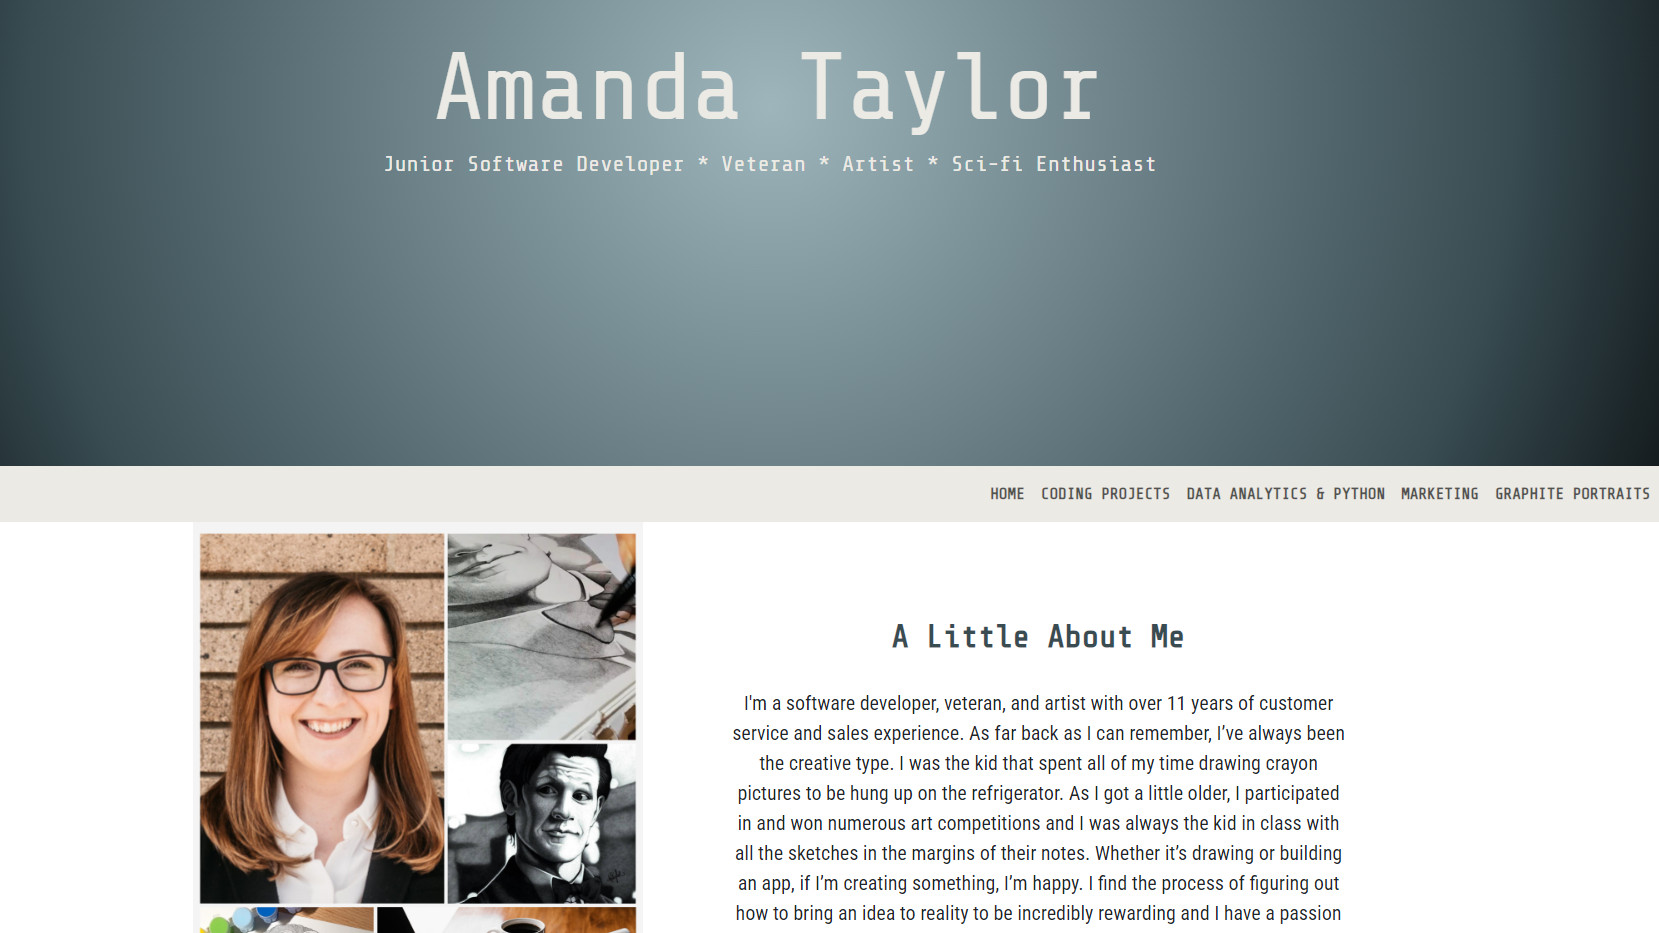 Amanda Taylor
Junior Software Developer * Veteran * Artist * Sci-fi Enthusiast
HOME CODING PROJECTS DATA ANALYTICS & PYTHON MARKETING GRAPHITE PORTRAITS
A Little About Me
I'm a software developer, veteran, and artist with over 11 years of customer
service and sales experience. As far back as I can remember, I’ve always been
the creative type. I was the kid that spent all of my time drawing crayon
pictures to be hung up on the refrigerator. As I got a little older, I participated
in and won numerous art competitions and I was always the kid in class with
all the sketches in the margins of their notes. Whether it’s drawing or building
an app, if I’m creating something, I’m happy. I find the process of figuring out
how to bring an idea to reality to be incredibly rewarding and I have a passion